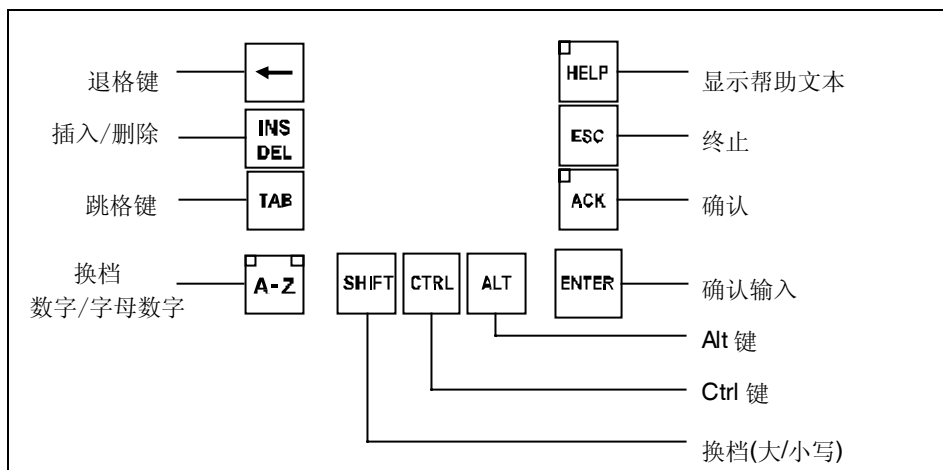 退格键
←
HELP
显示帮助文本
插入/删除
INS
DEL
ESC
终止
跳格键
TAB
ACK
确认
换档
数字/字母数字
A-Z
SHIFT
CTRL
ALT
ENTER
确认输入
Alt 键
Ctrl 键
换档(大/小写)